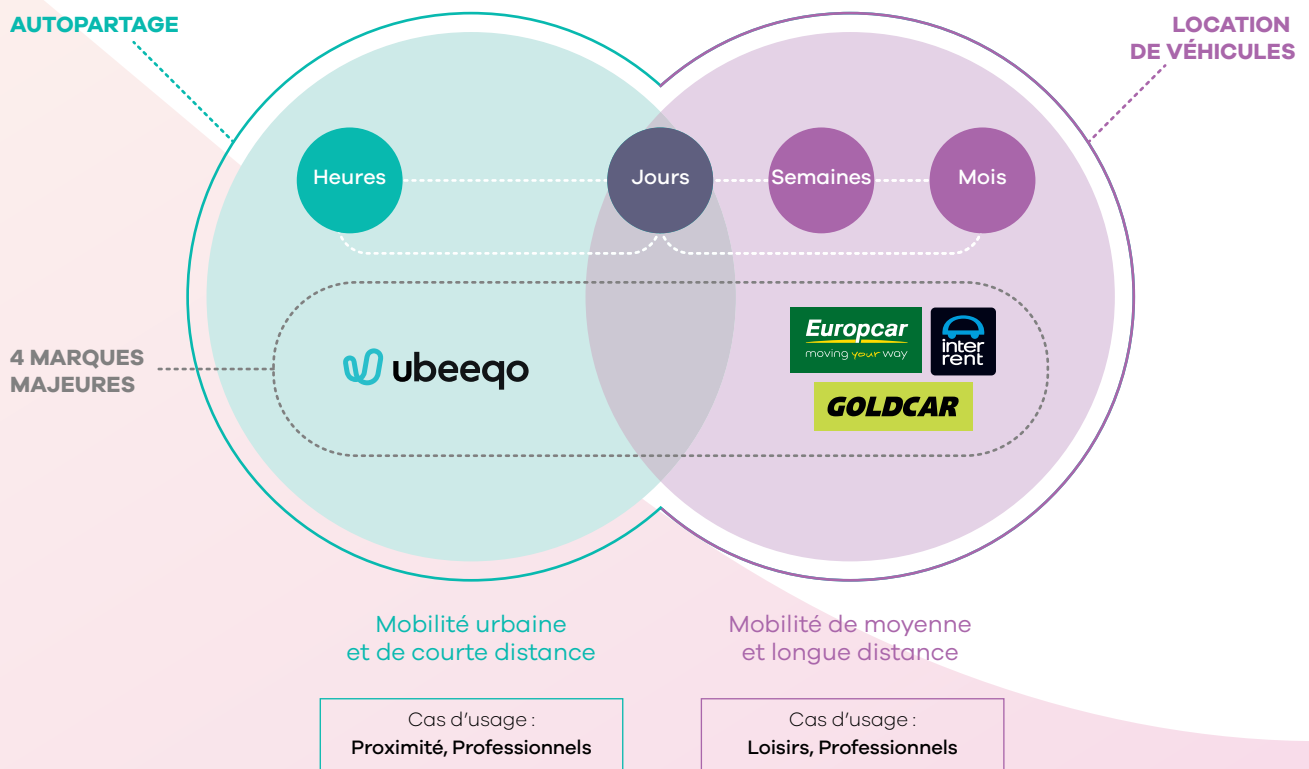 AUTOPARTAGE
LOCATION
DE VÉHICULES
Heures
Jours
Semaines
Mois
4 MARQUES
MAJEURES
ubeeqo
Europcar
moving your way
inter
rent
GOLDCAR
Mobilité urbaine
et de courte distance
Mobilité de moyenne
et longue distance
Cas d'usage :
Proximité, Professionnels
Cas d'usage :
Loisirs, Professionnels